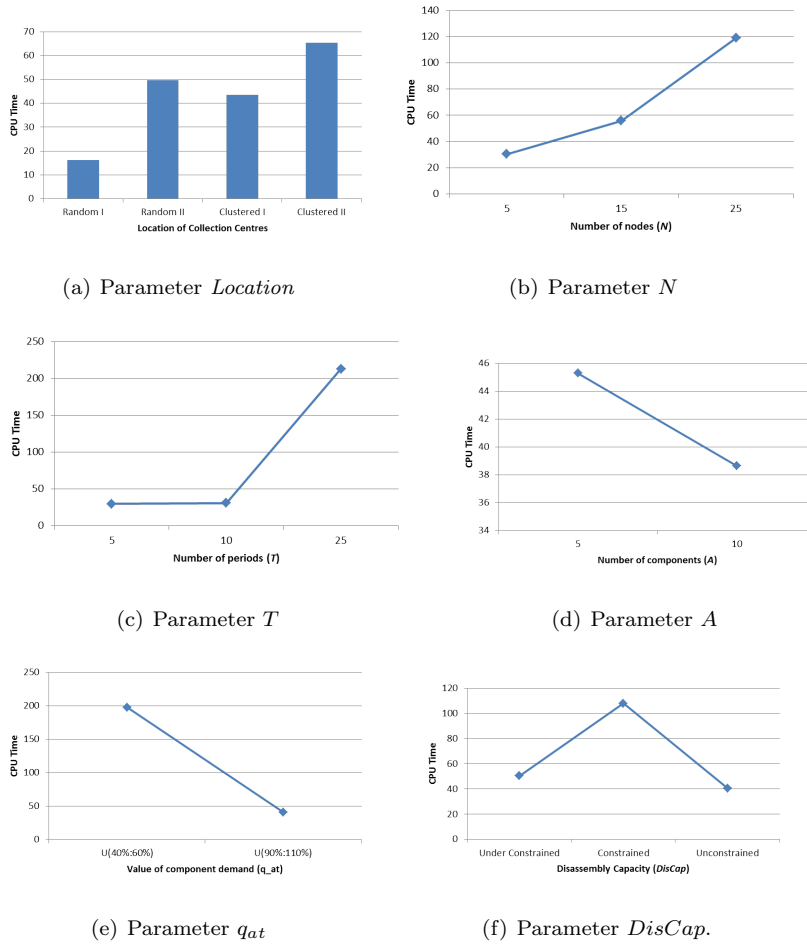 70
60
50
40
30
20
10
0
CPU Time
Random I Random II Clustered I Clustered II
Location of Collection Centres
(a) Parameter Location
140
120
100
80
60
40
20
0
CPU Time
5 15 25
Number of nodes (N)
(b) Parameter N
250
200
150
100
50
0
CPU Time
5 10 25
Number of periods (T)
(c) Parameter T
46
44
42
40
38
36
34
CPU Time
5 10
Number of components (A)
(d) Parameter A
250
200
150
100
50
0
CPU Time
U(40%:60%) U(90%:110%)
Value of component demand (q_at)
(e) Parameter qat
120
100
80
60
40
20
0
CPU Time
Under Constrained Constrained Unconstrained
Disassembly Capacity (DisCap)
(f) Parameter DisCap.